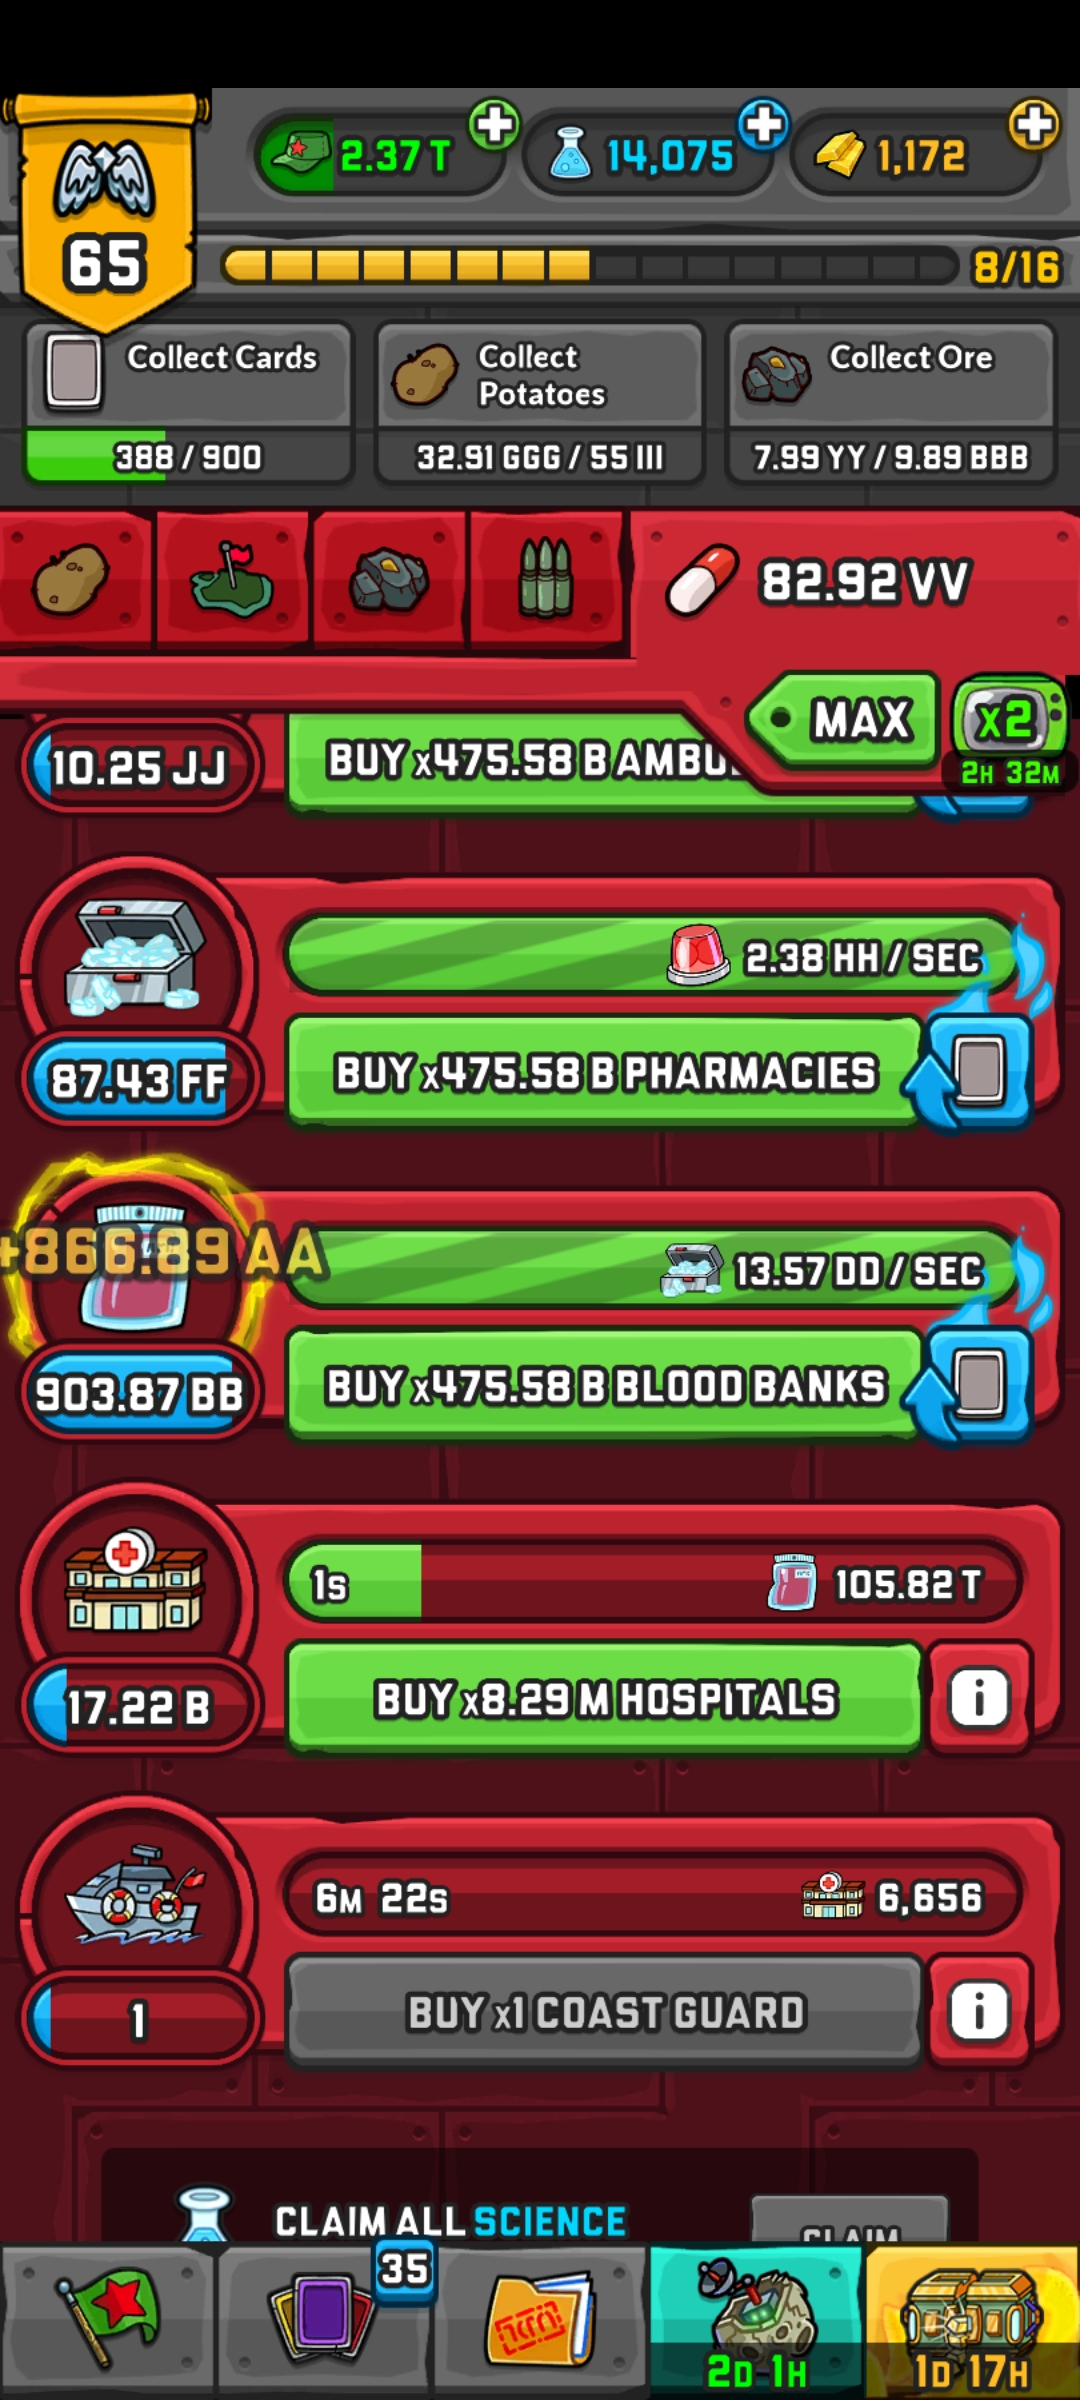 2.37 T
14,075
1,172
65
8/16
Collect Cards
388 / 900
Collect
Potatoes
32.91 GGG / 55 III
Collect Ore
7.99 YY / 9.89 BBB
82.92 VV
MAX
x2
2H 32M
10.25 JJ
BUY x475.58 B AMBU
2.38 HH / SEC
87.43 FF
BUY x475.58 B PHARMACIES
+866.89 AA
13.57 DD / SEC
903.87 BB
BUY x475.58 B BLOOD BANKS
1s
105.82 T
17.22 B
BUY x8.29 M HOSPITALS
i
6M 22S
6,656
1
BUY x1 COAST GUARD
i
CLAIM ALL SCIENCE
CLAIM
35
2D 1H
1D 17H